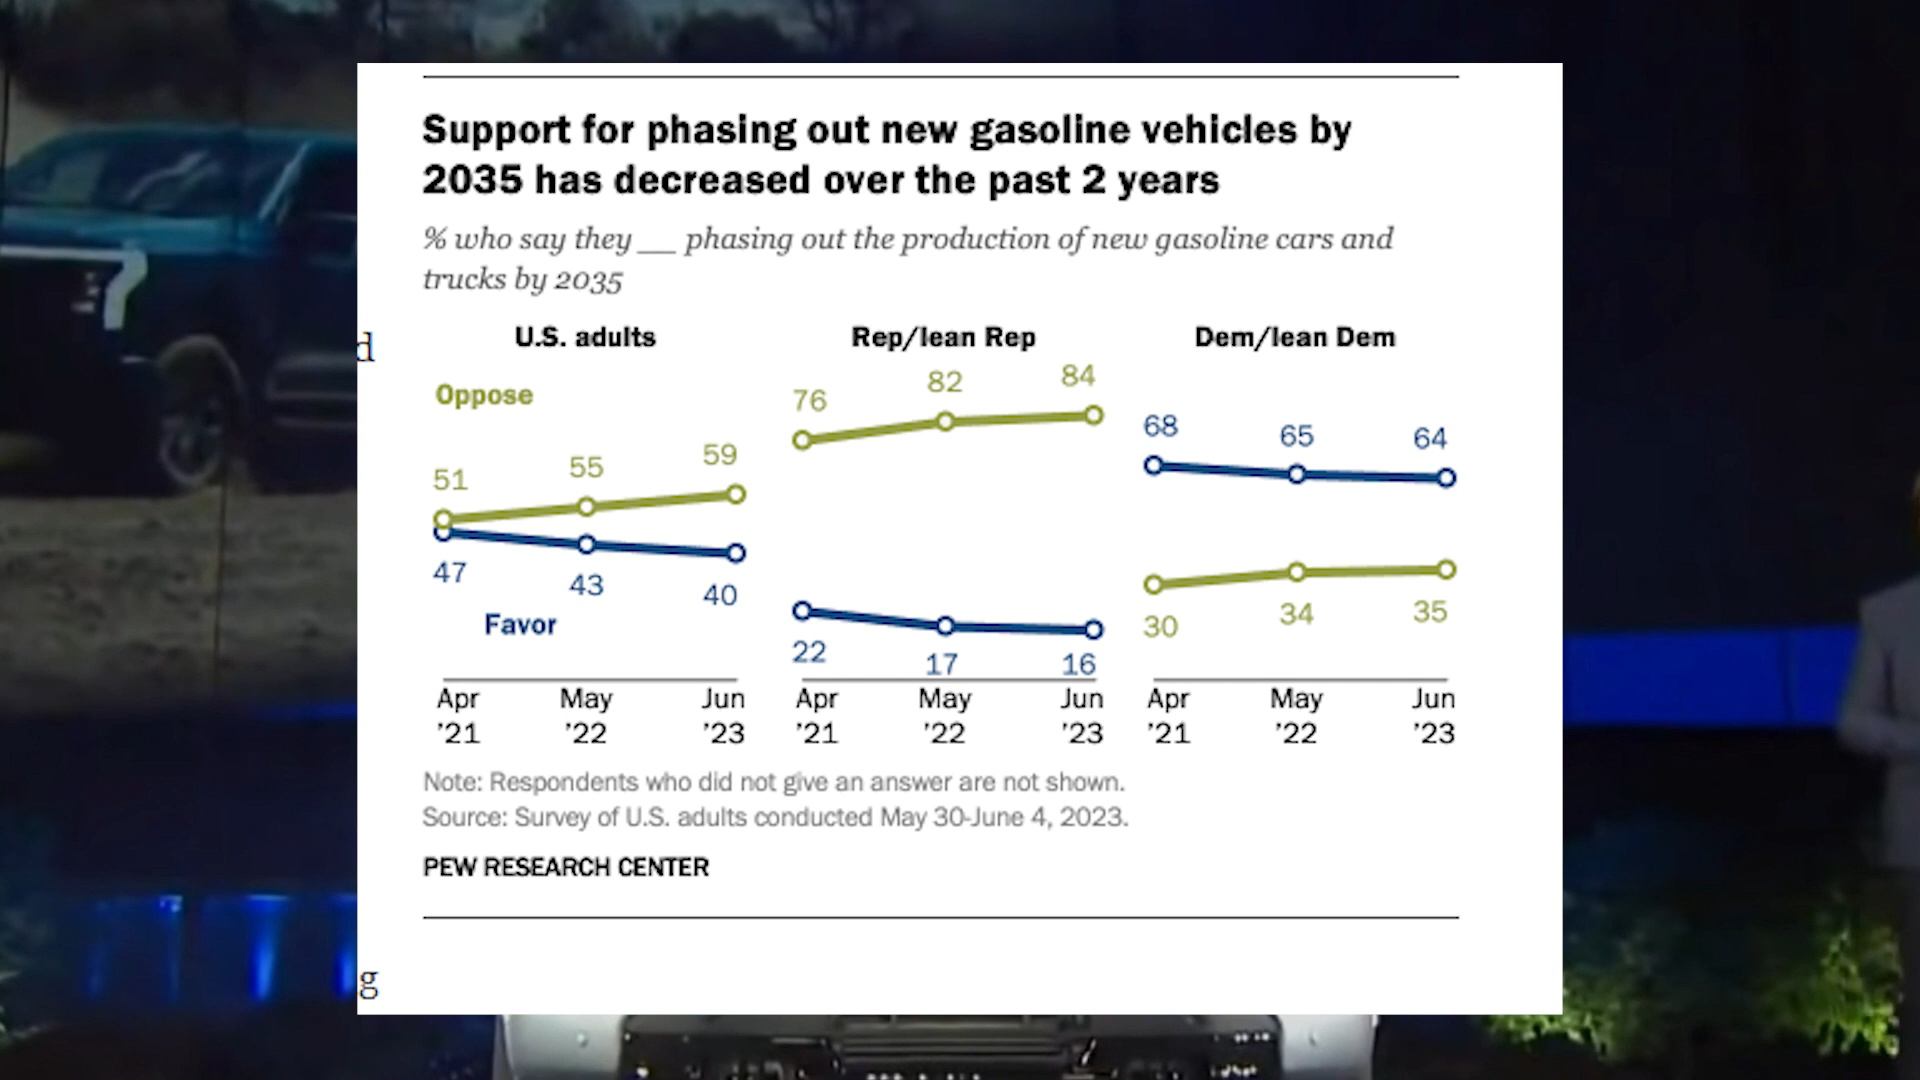 Support for phasing out new gasoline vehicles by
2035 has decreased over the past 2 years
% who say they __ phasing out the production of new gasoline cars and
trucks by 2035
d
U.S. adults
Oppose
51
55
59
47
43
40
Favor
Apr
'21
May
'22
Jun
'23
Rep/lean Rep
76
82
84
22
17
16
Apr
'21
May
'22
Jun
'23
Dem/lean Dem
68
65
64
30
34
35
Apr
'21
May
'22
Jun
'23
Note: Respondents who did not give an answer are not shown.
Source: Survey of U.S. adults conducted May 30-June 4, 2023.
PEW RESEARCH CENTER
g